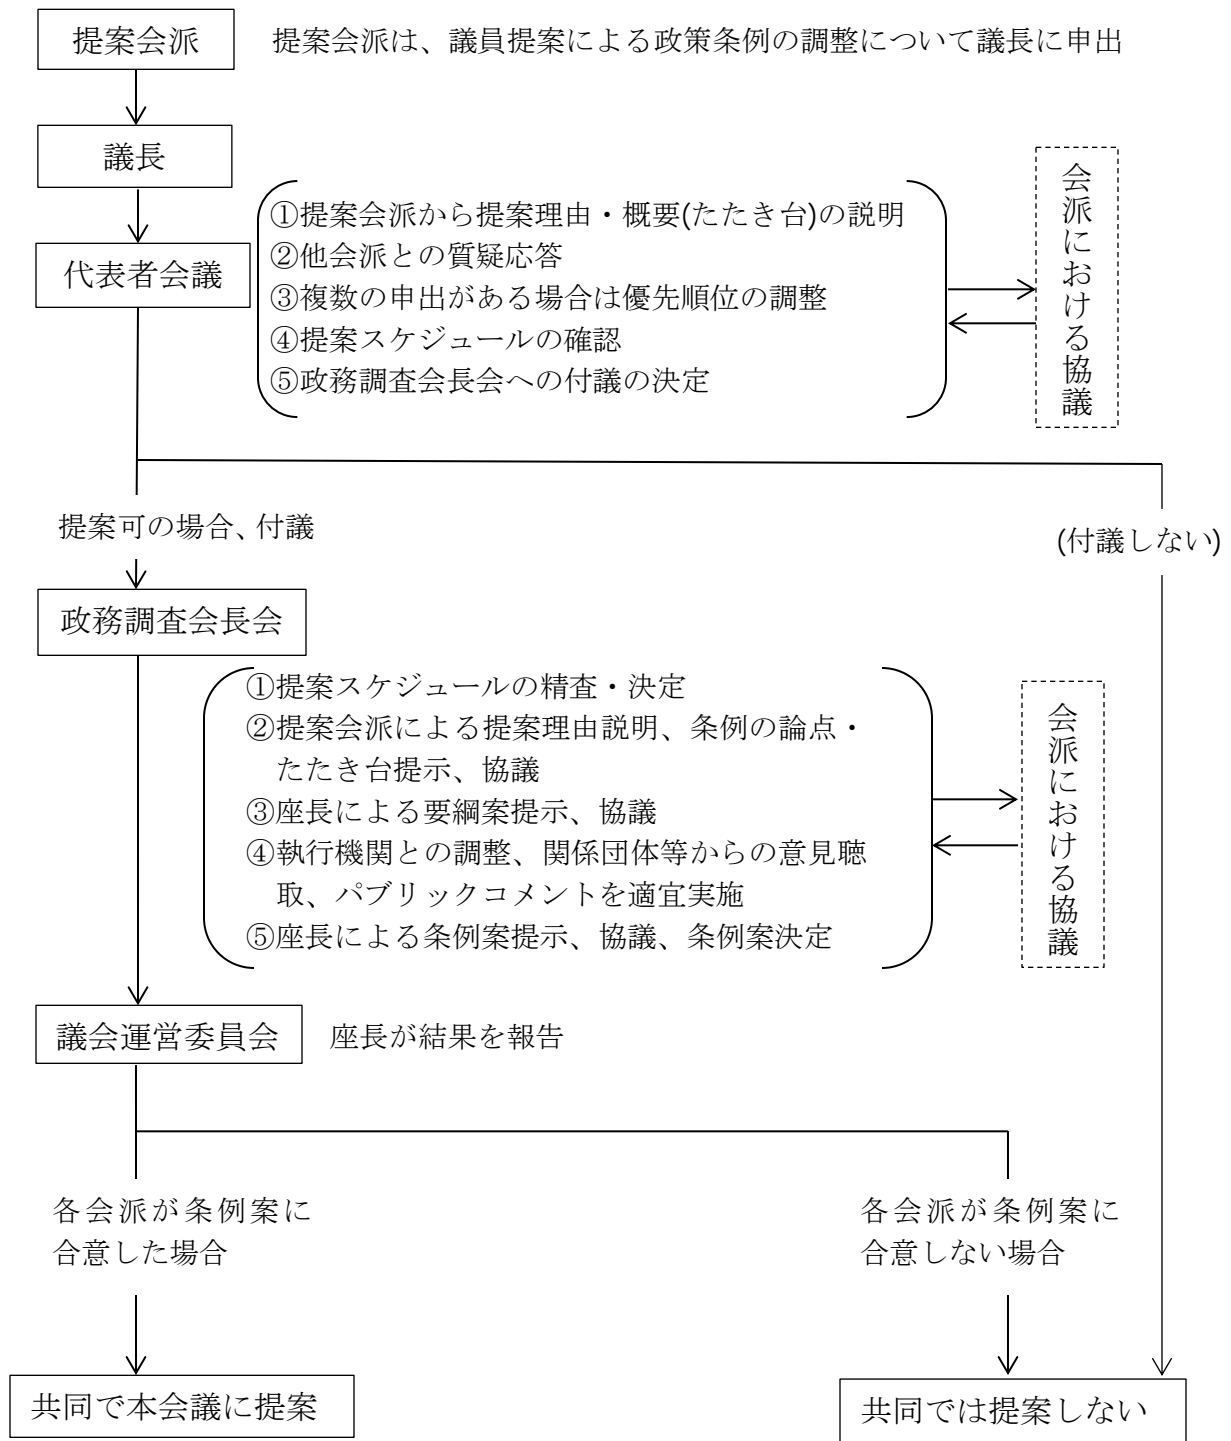 提案会派
提案会派は、議員提案による政策条例の調整について議長に申出
議長
代表者会議
①提案会派から提案理由・概要(たたき台)の説明
②他会派との質疑応答
③複数の申出がある場合は優先順位の調整
④提案スケジュールの確認
⑤政務調査会長会への付議の決定
会派における協議
提案可の場合、付議
(付議しない)
政務調査会長会
①提案スケジュールの精査・決定
②提案会派による提案理由説明、条例の論点・
たたき台提示、協議
③座長による要綱案提示、協議
④執行機関との調整、関係団体等からの意見聴
取、パブリックコメントを適宜実施
⑤座長による条例案提示、協議、条例案決定
会派における協議
議会運営委員会
座長が結果を報告
各会派が条例案に
合意した場合
各会派が条例案に
合意しない場合
共同で本会議に提案
共同では提案しない